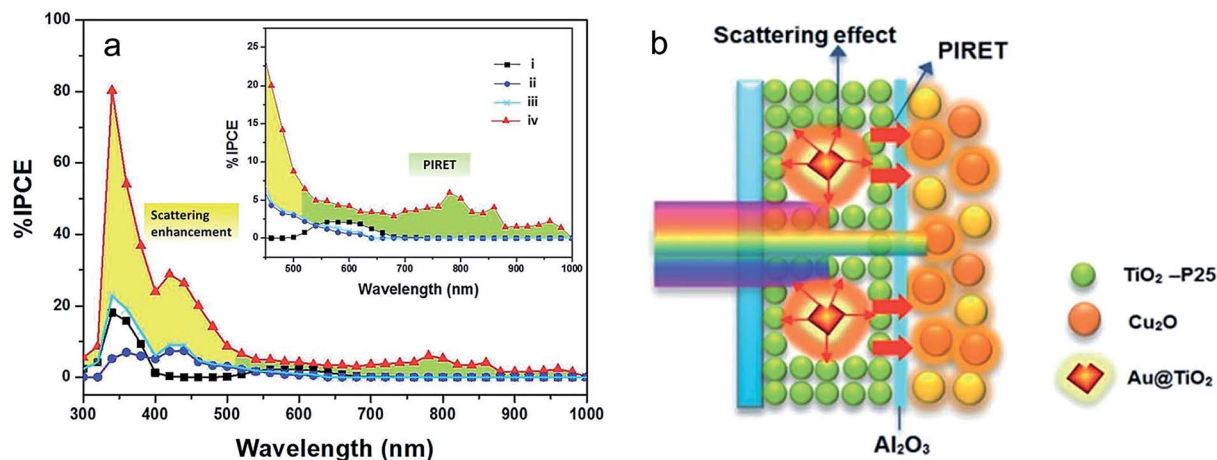 a
100
80
60
40
20
0
%IPCE
300 400 500 600 700 800 900 1000
Wavelength (nm)
Scattering
enhancement
25
20
15
10
5
0
% IPCE
500 600 700 800 900 1000
Wavelength (nm)
i
ii
iii
iv
PIRET
b
Scattering effect
PIRET
TiO₂ –P25
Cu₂O
Au@TiO₂
Al₂O₃